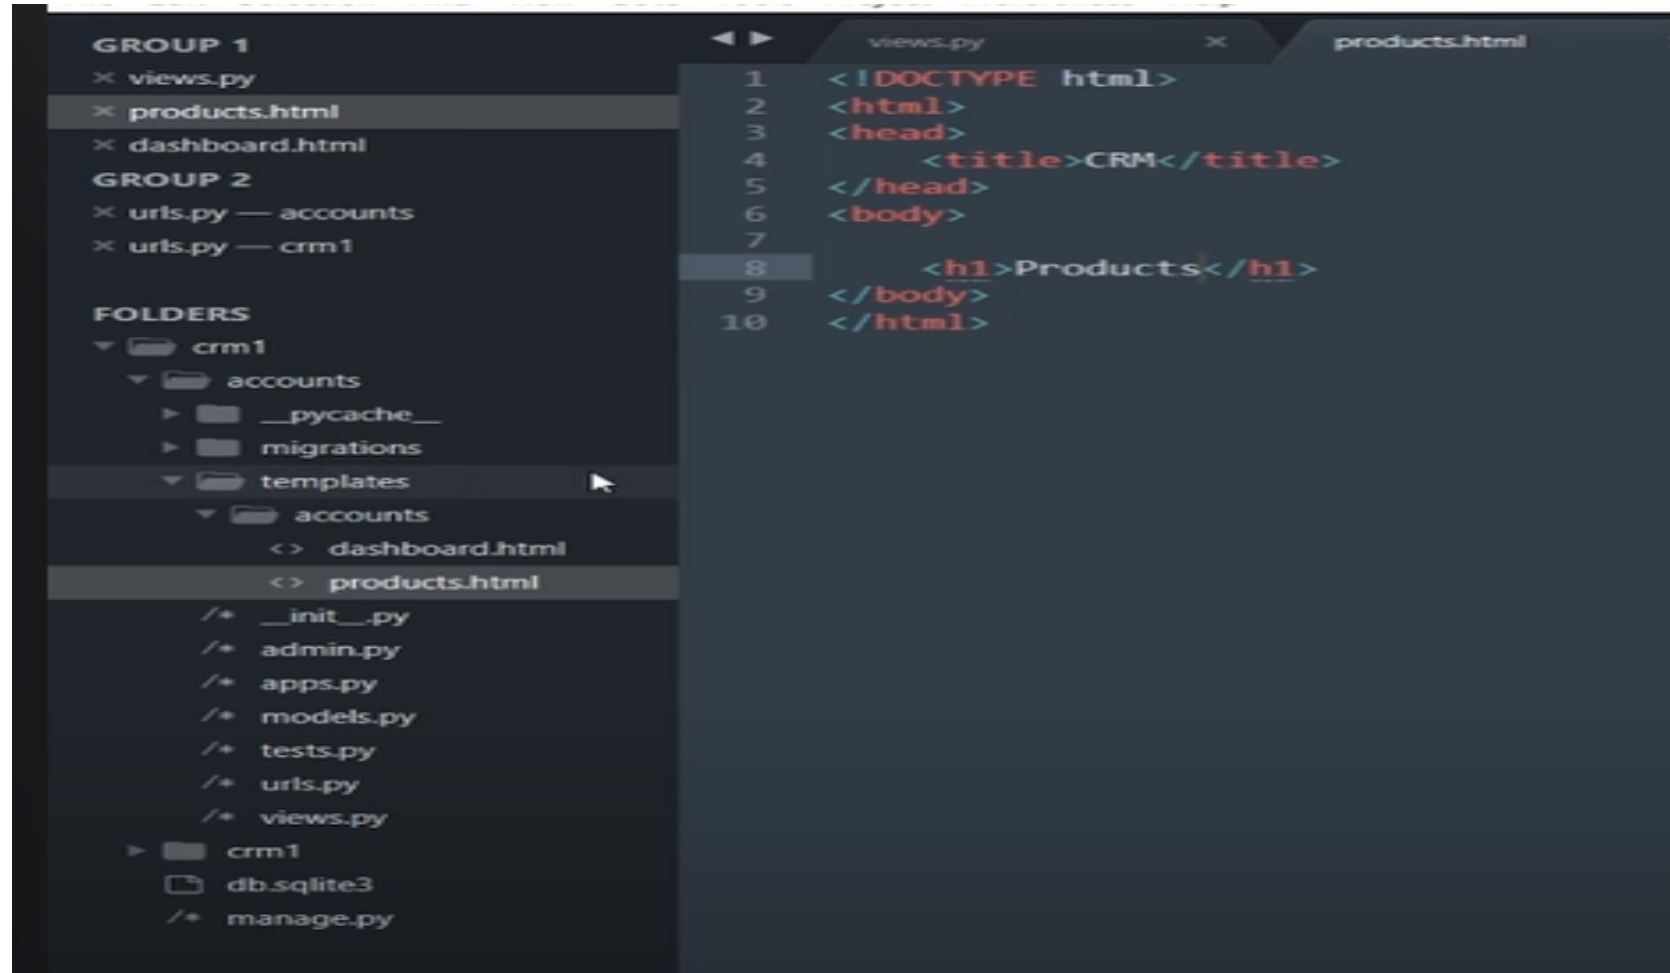 GROUP 1
views.py
products.html
dashboard.html
GROUP 2
urls.py — accounts
urls.py — crm1
FOLDERS
crm1
accounts
__pycache__
migrations
templates
accounts
dashboard.html
products.html
__init__.py
admin.py
apps.py
models.py
tests.py
urls.py
views.py
crm1
db.sqlite3
manage.py
views.py × products.html
1 <!DOCTYPE html>
2 <html>
3 <head>
4 <title>CRM</title>
5 </head>
6 <body>
7
8 <h1>Products</h1>
9 </body>
10 </html>